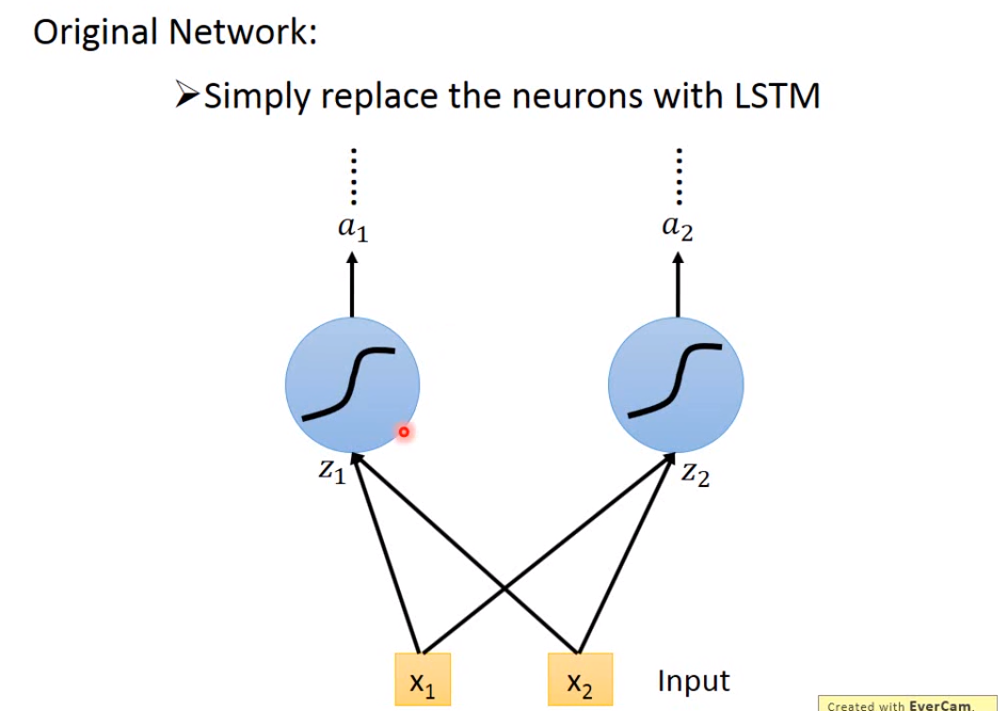 Original Network:
➢Simply replace the neurons with LSTM
a₁ a₂
z₁ z₂
x₁ x₂ Input
Created with EverCam.